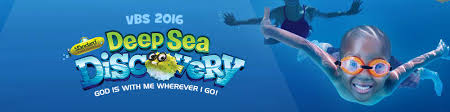 VBS 2016
Deep Sea
DiSCOVERY
GOD IS WITH ME WHEREVER I GO!